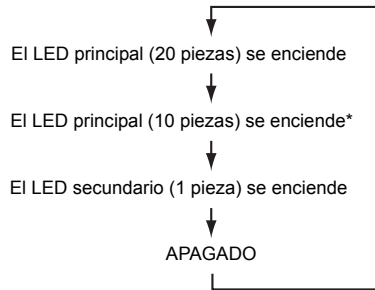 El LED principal (20 piezas) se enciende
El LED principal (10 piezas) se enciende*
El LED secundario (1 pieza) se enciende
APAGADO